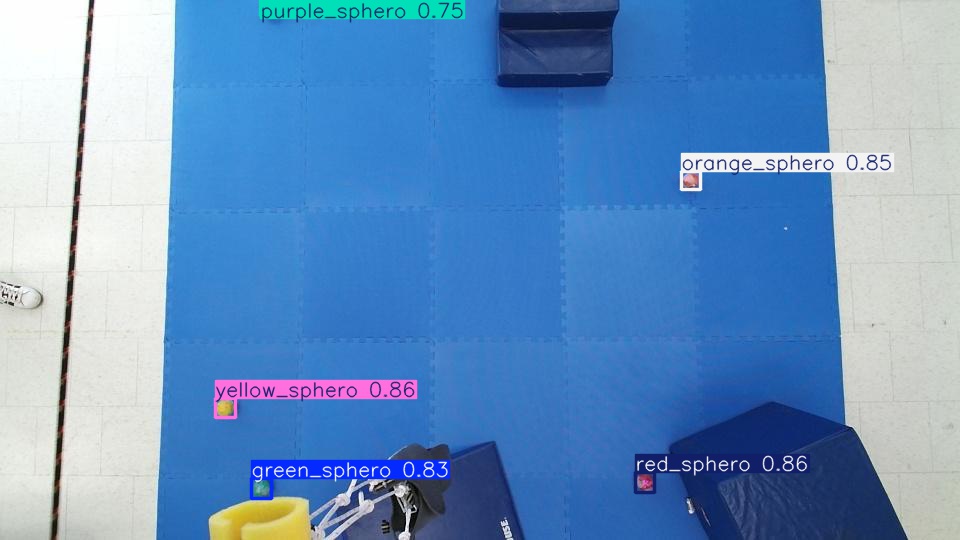 purple_sphero 0.75
orange_sphero 0.85
yellow_sphero 0.86
green_sphero 0.83
red_sphero 0.86